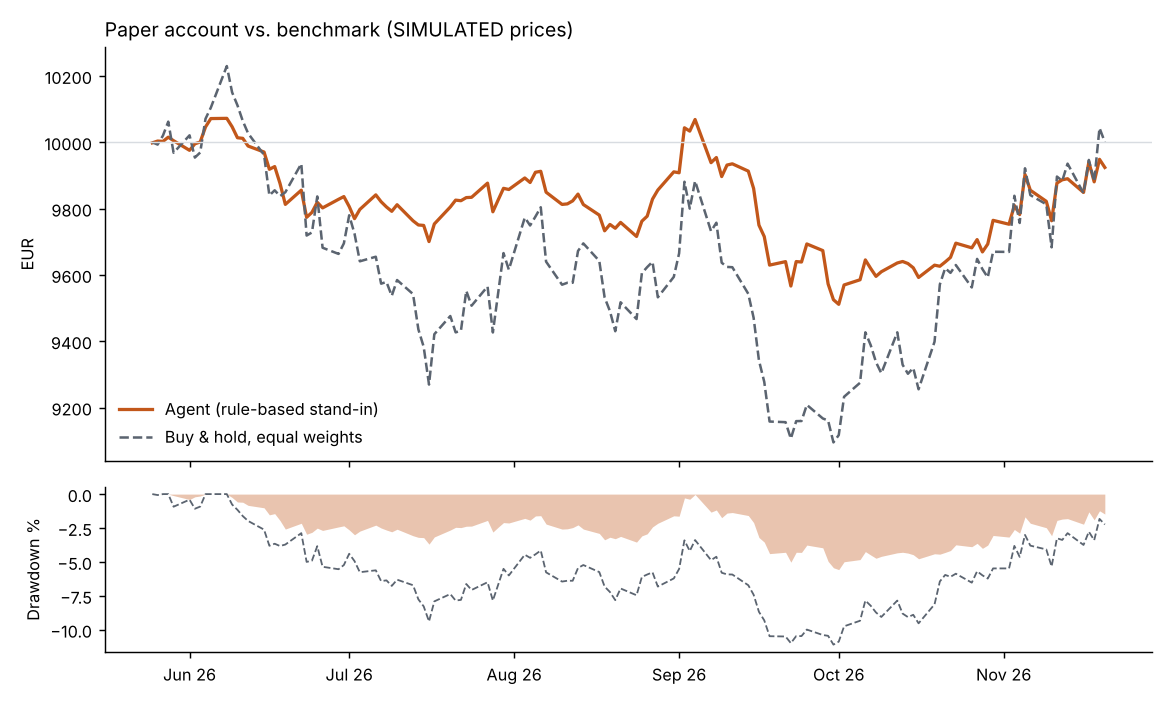 Paper account vs. benchmark (SIMULATED prices)
EUR
10200
10000
9800
9600
9400
9200
Agent (rule-based stand-in)
Buy & hold, equal weights
Drawdown %
0.0
−2.5
−5.0
−7.5
−10.0
Jun 26
Jul 26
Aug 26
Sep 26
Oct 26
Nov 26